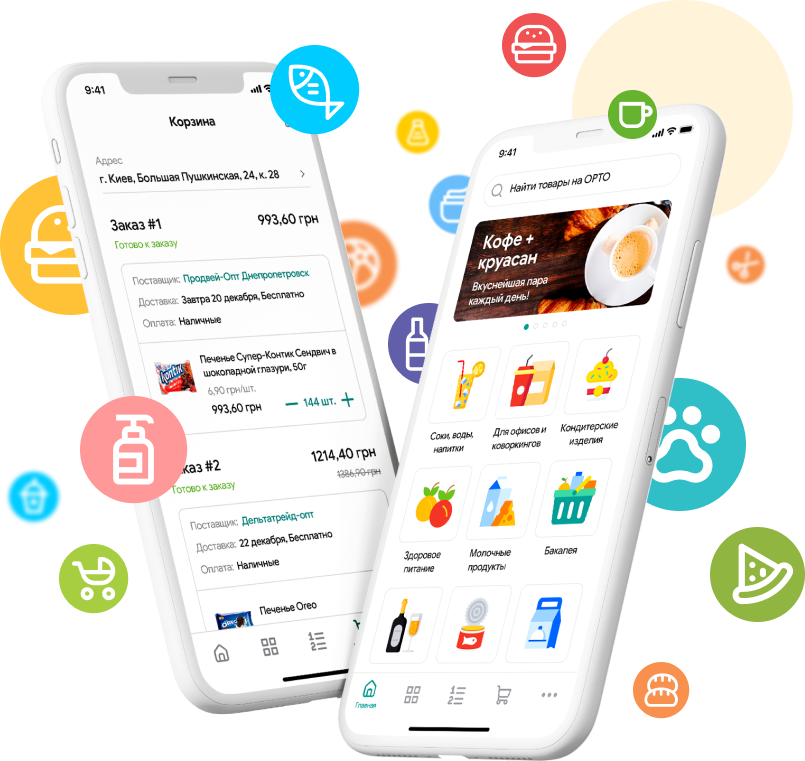 9:41
Корзина
Адрес
г. Киев, Большая Пушкинская, 24, к. 28
Заказ #1
993,60 грн
Готово к заказу
Поставщик: Продвей-Опт Днепропетровск
Доставка: Завтра 20 декабря, Бесплатно
Оплата: Наличные
Печенье Супер-Контик Сендвич в
шоколадной глазури, 50г
6,90 грн/шт.
993,60 грн
144 шт.
каз #2
1214,40 грн
Готово к заказу
1386,90 грн
Поставщик: Дельтатрейд-опт
Доставка: 22 декабря, Бесплатно
Оплата: Наличные
Печенье Oreo
9:41
Найти товары на ОРТО
Кофе +
круасан
Вкуснейшая пара
каждый день!
Соки, воды,
напитки
Для офисов и
коворкингов
Кондитерские
изделия
Здоровое
питание
Молочные
продукты
Бакалея
Главная